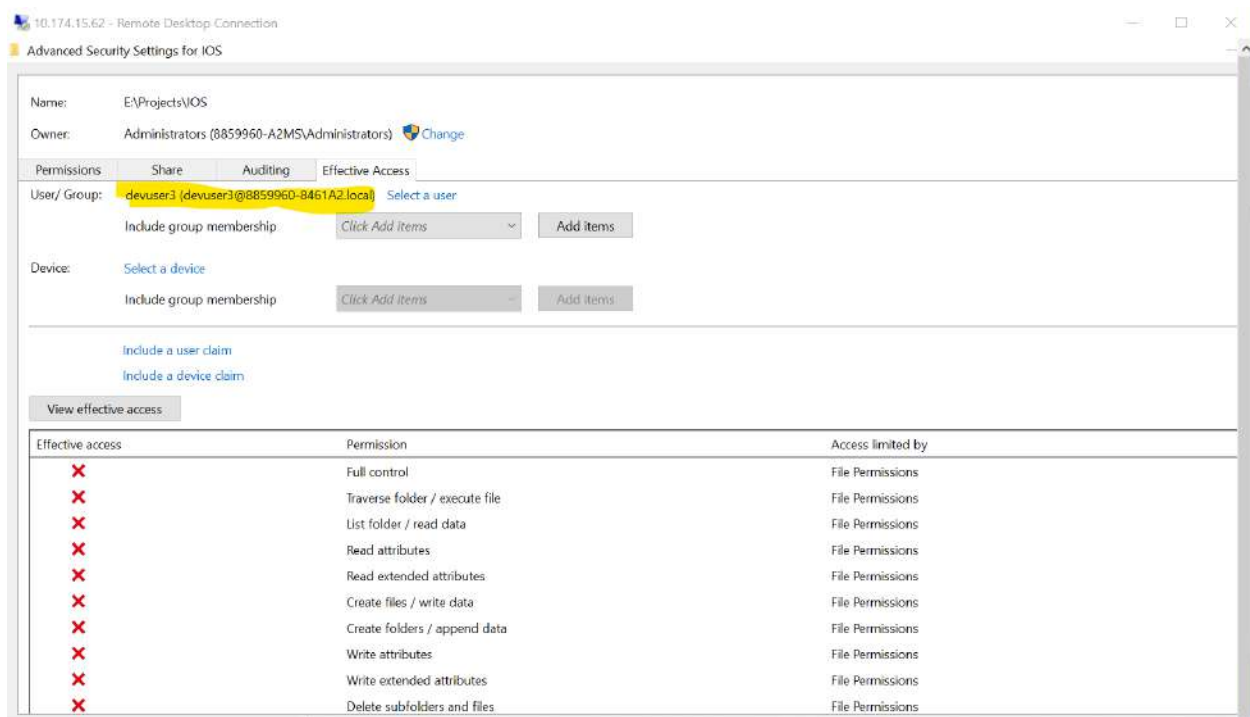 10.174.15.62 - Remote Desktop Connection
Advanced Security Settings for IOS
Name: E:\Projects\IOS
Owner: Administrators (8859960-A2MS\Administrators) Change
Permissions Share Auditing Effective Access
User/ Group: devuser3 (devuser3@8859960-8461A2.local) Select a user
Include group membership Click Add items Add items
Device: Select a device
Include group membership Click Add items Add items
Include a user claim
Include a device claim
View effective access
Effective access Permission Access limited by
Full control File Permissions
Traverse folder / execute file File Permissions
List folder / read data File Permissions
Read attributes File Permissions
Read extended attributes File Permissions
Create files / write data File Permissions
Create folders / append data File Permissions
Write attributes File Permissions
Write extended attributes File Permissions
Delete subfolders and files File Permissions